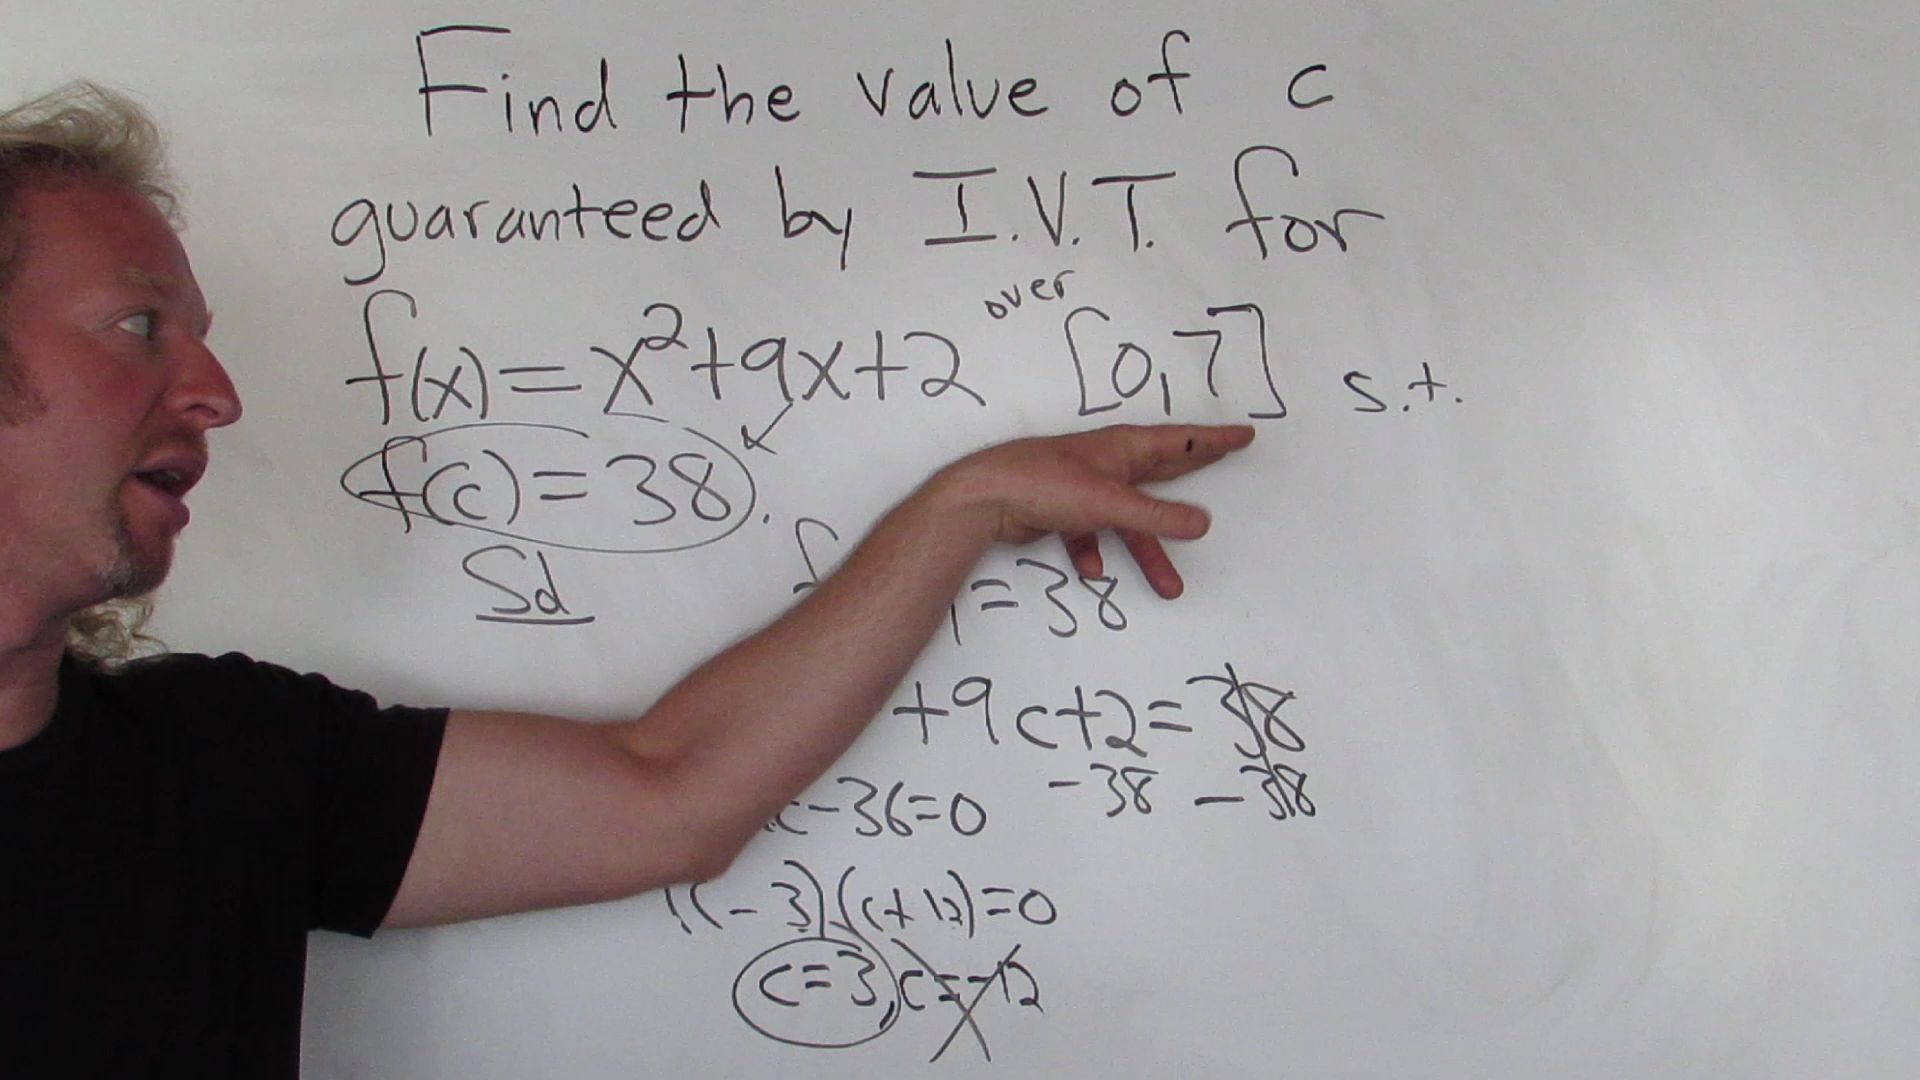 Find the value of c
guaranteed by I.V.T. for
over
f(x) = x²+9x+2 [0,7] s.t.
f(c) = 38.
Sol
=38
+9c+2=38
-38 -38
c-36=0
(c-3)(c+12)=0
c=3, c=-12